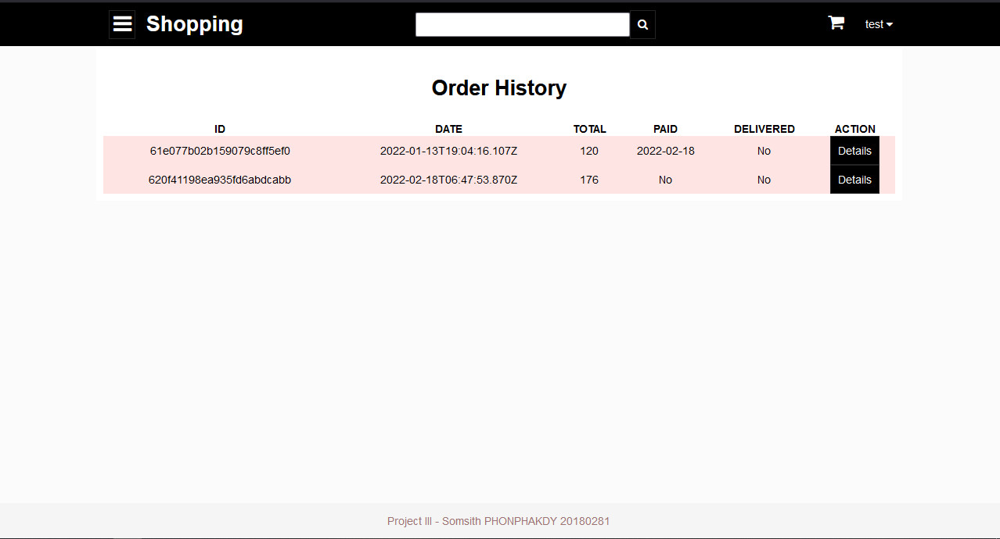 Shopping
test
Order History
ID DATE TOTAL PAID DELIVERED ACTION
61e077b02b159079c8ff5ef0 2022-01-13T19:04:16.107Z 120 2022-02-18 No Details
620f41198ea935fd6abdcabb 2022-02-18T06:47:53.870Z 176 No No Details
Project III - Somsith PHONPHAKDY 20180281